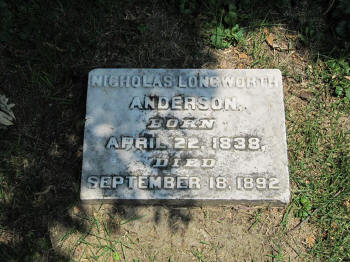 NICHOLAS LONGWORTH
ANDERSON.
BORN
APRIL 22, 1838,
DIED
SEPTEMBER 18, 1892